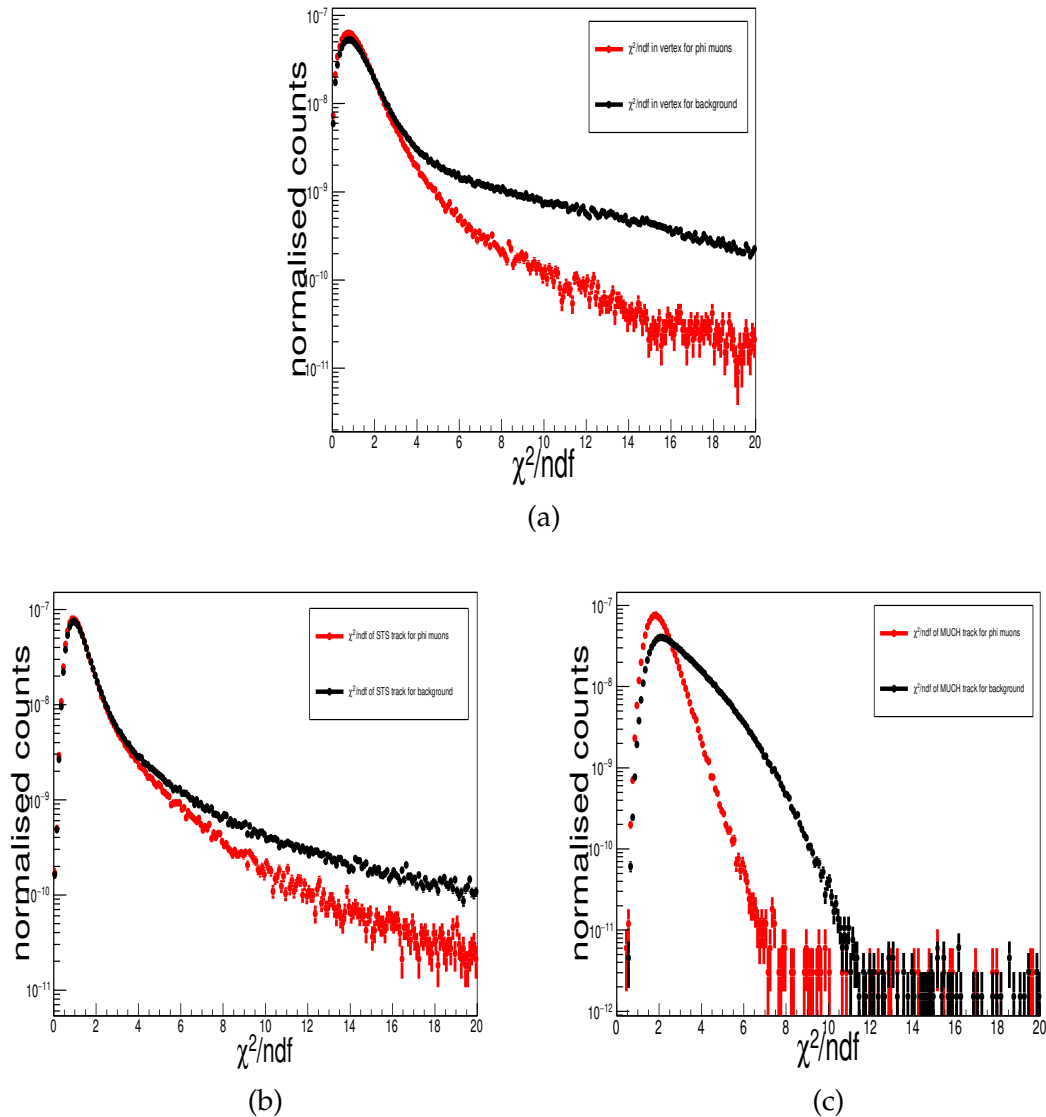 10⁻⁷
χ²/ndf in vertex for phi muons
χ²/ndf in vertex for background
10⁻⁸
10⁻⁹
10⁻¹⁰
10⁻¹¹
normalised counts
0 2 4 6 8 10 12 14 16 18 20
χ²/ndf
(a)
10⁻⁷
χ²/ndf of STS track for phi muons
χ²/ndf of STS track for background
10⁻⁸
10⁻⁹
10⁻¹⁰
10⁻¹¹
normalised counts
0 2 4 6 8 10 12 14 16 18 20
χ²/ndf
(b)
10⁻⁷
χ²/ndf of MUCH track for phi muons
χ²/ndf of MUCH track for background
10⁻⁸
10⁻⁹
10⁻¹⁰
10⁻¹¹
10⁻¹²
normalised counts
0 2 4 6 8 10 12 14 16 18 20
χ²/ndf
(c)